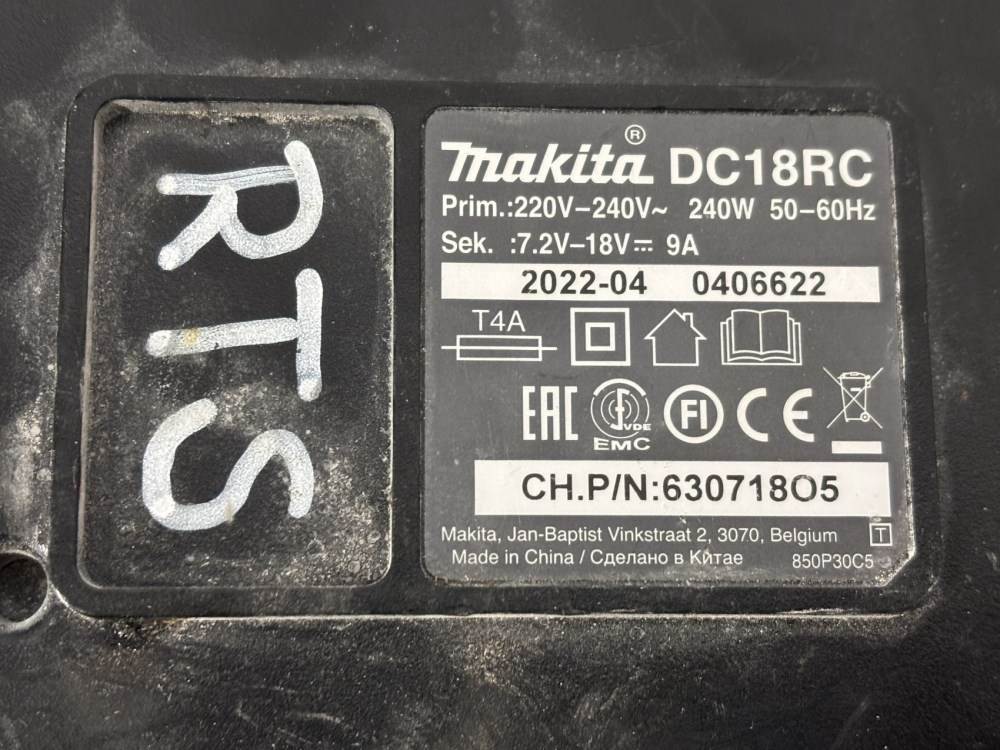 RTS
Makita® DC18RC
Prim.:220V–240V~ 240W 50–60Hz
Sek. :7.2V–18V⎓ 9A
2022-04 0406622
T4A
EAC VDE EMC FI CE
CH.P/N:630718O5
Makita, Jan-Baptist Vinkstraat 2, 3070, Belgium T
Made in China / Сделано в Китае 850P30C5